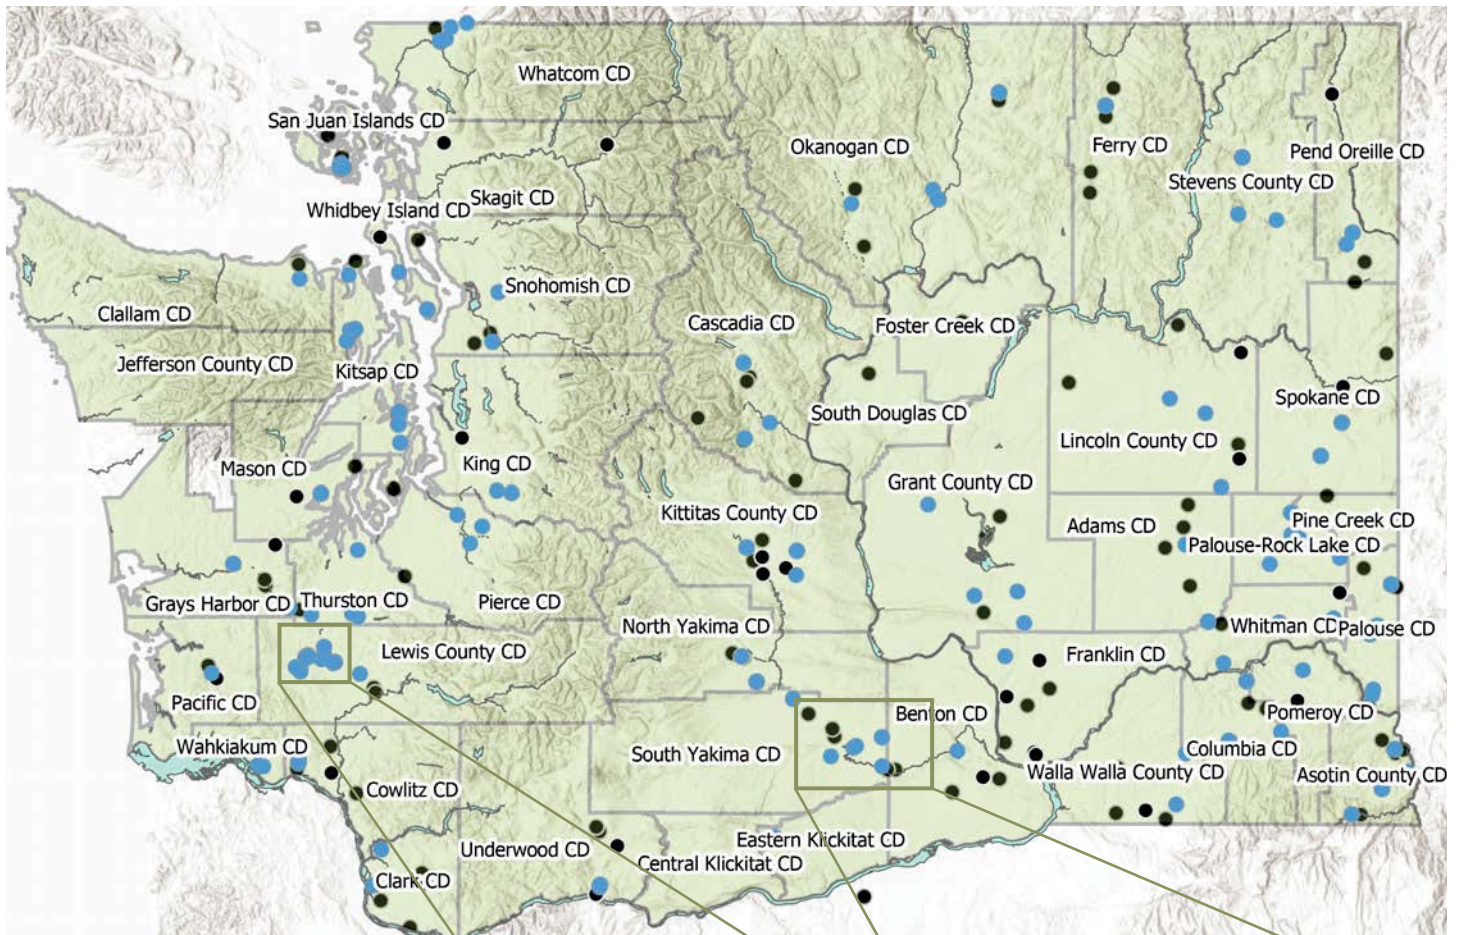 Whatcom CD
San Juan Islands CD
Okanogan CD
Ferry CD
Pend Oreille CD
Stevens County CD
Skagit CD
Whidbey Island CD
Snohomish CD
Clallam CD
Cascadia CD
Foster Creek CD
Jefferson County CD
Kitsap CD
Spokane CD
South Douglas CD
Lincoln County CD
Mason CD
King CD
Grant County CD
Kittitas County CD
Pine Creek CD
Adams CD
Palouse-Rock Lake CD
Grays Harbor CD
Thurston CD
Pierce CD
North Yakima CD
Whitman CD
Palouse CD
Lewis County CD
Franklin CD
Pacific CD
Benton CD
Pomeroy CD
Wahkiakum CD
South Yakima CD
Columbia CD
Walla Walla County CD
Asotin County CD
Cowlitz CD
Eastern Klickitat CD
Underwood CD
Central Klickitat CD
Clark CD